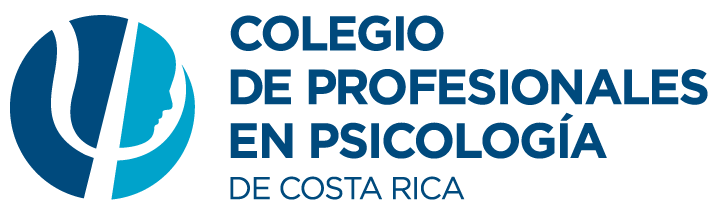 COLEGIO
DE PROFESIONALES
EN PSICOLOGÍA
DE COSTA RICA